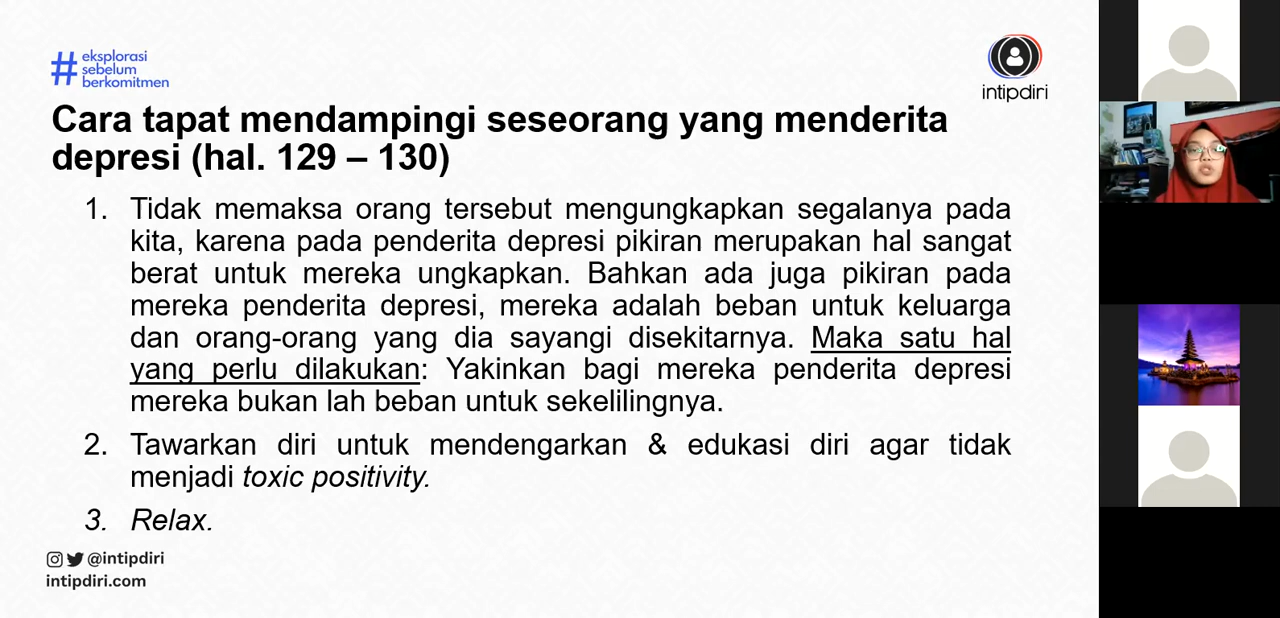 # eksplorasi
sebelum
berkomitmen
intipdiri
Cara tapat mendampingi seseorang yang menderita
depresi (hal. 129 – 130)
1. Tidak memaksa orang tersebut mengungkapkan segalanya pada
kita, karena pada penderita depresi pikiran merupakan hal sangat
berat untuk mereka ungkapkan. Bahkan ada juga pikiran pada
mereka penderita depresi, mereka adalah beban untuk keluarga
dan orang-orang yang dia sayangi disekitarnya. Maka satu hal
yang perlu dilakukan: Yakinkan bagi mereka penderita depresi
mereka bukan lah beban untuk sekelilingnya.
2. Tawarkan diri untuk mendengarkan & edukasi diri agar tidak
menjadi toxic positivity.
3. Relax.
@intipdiri
intipdiri.com